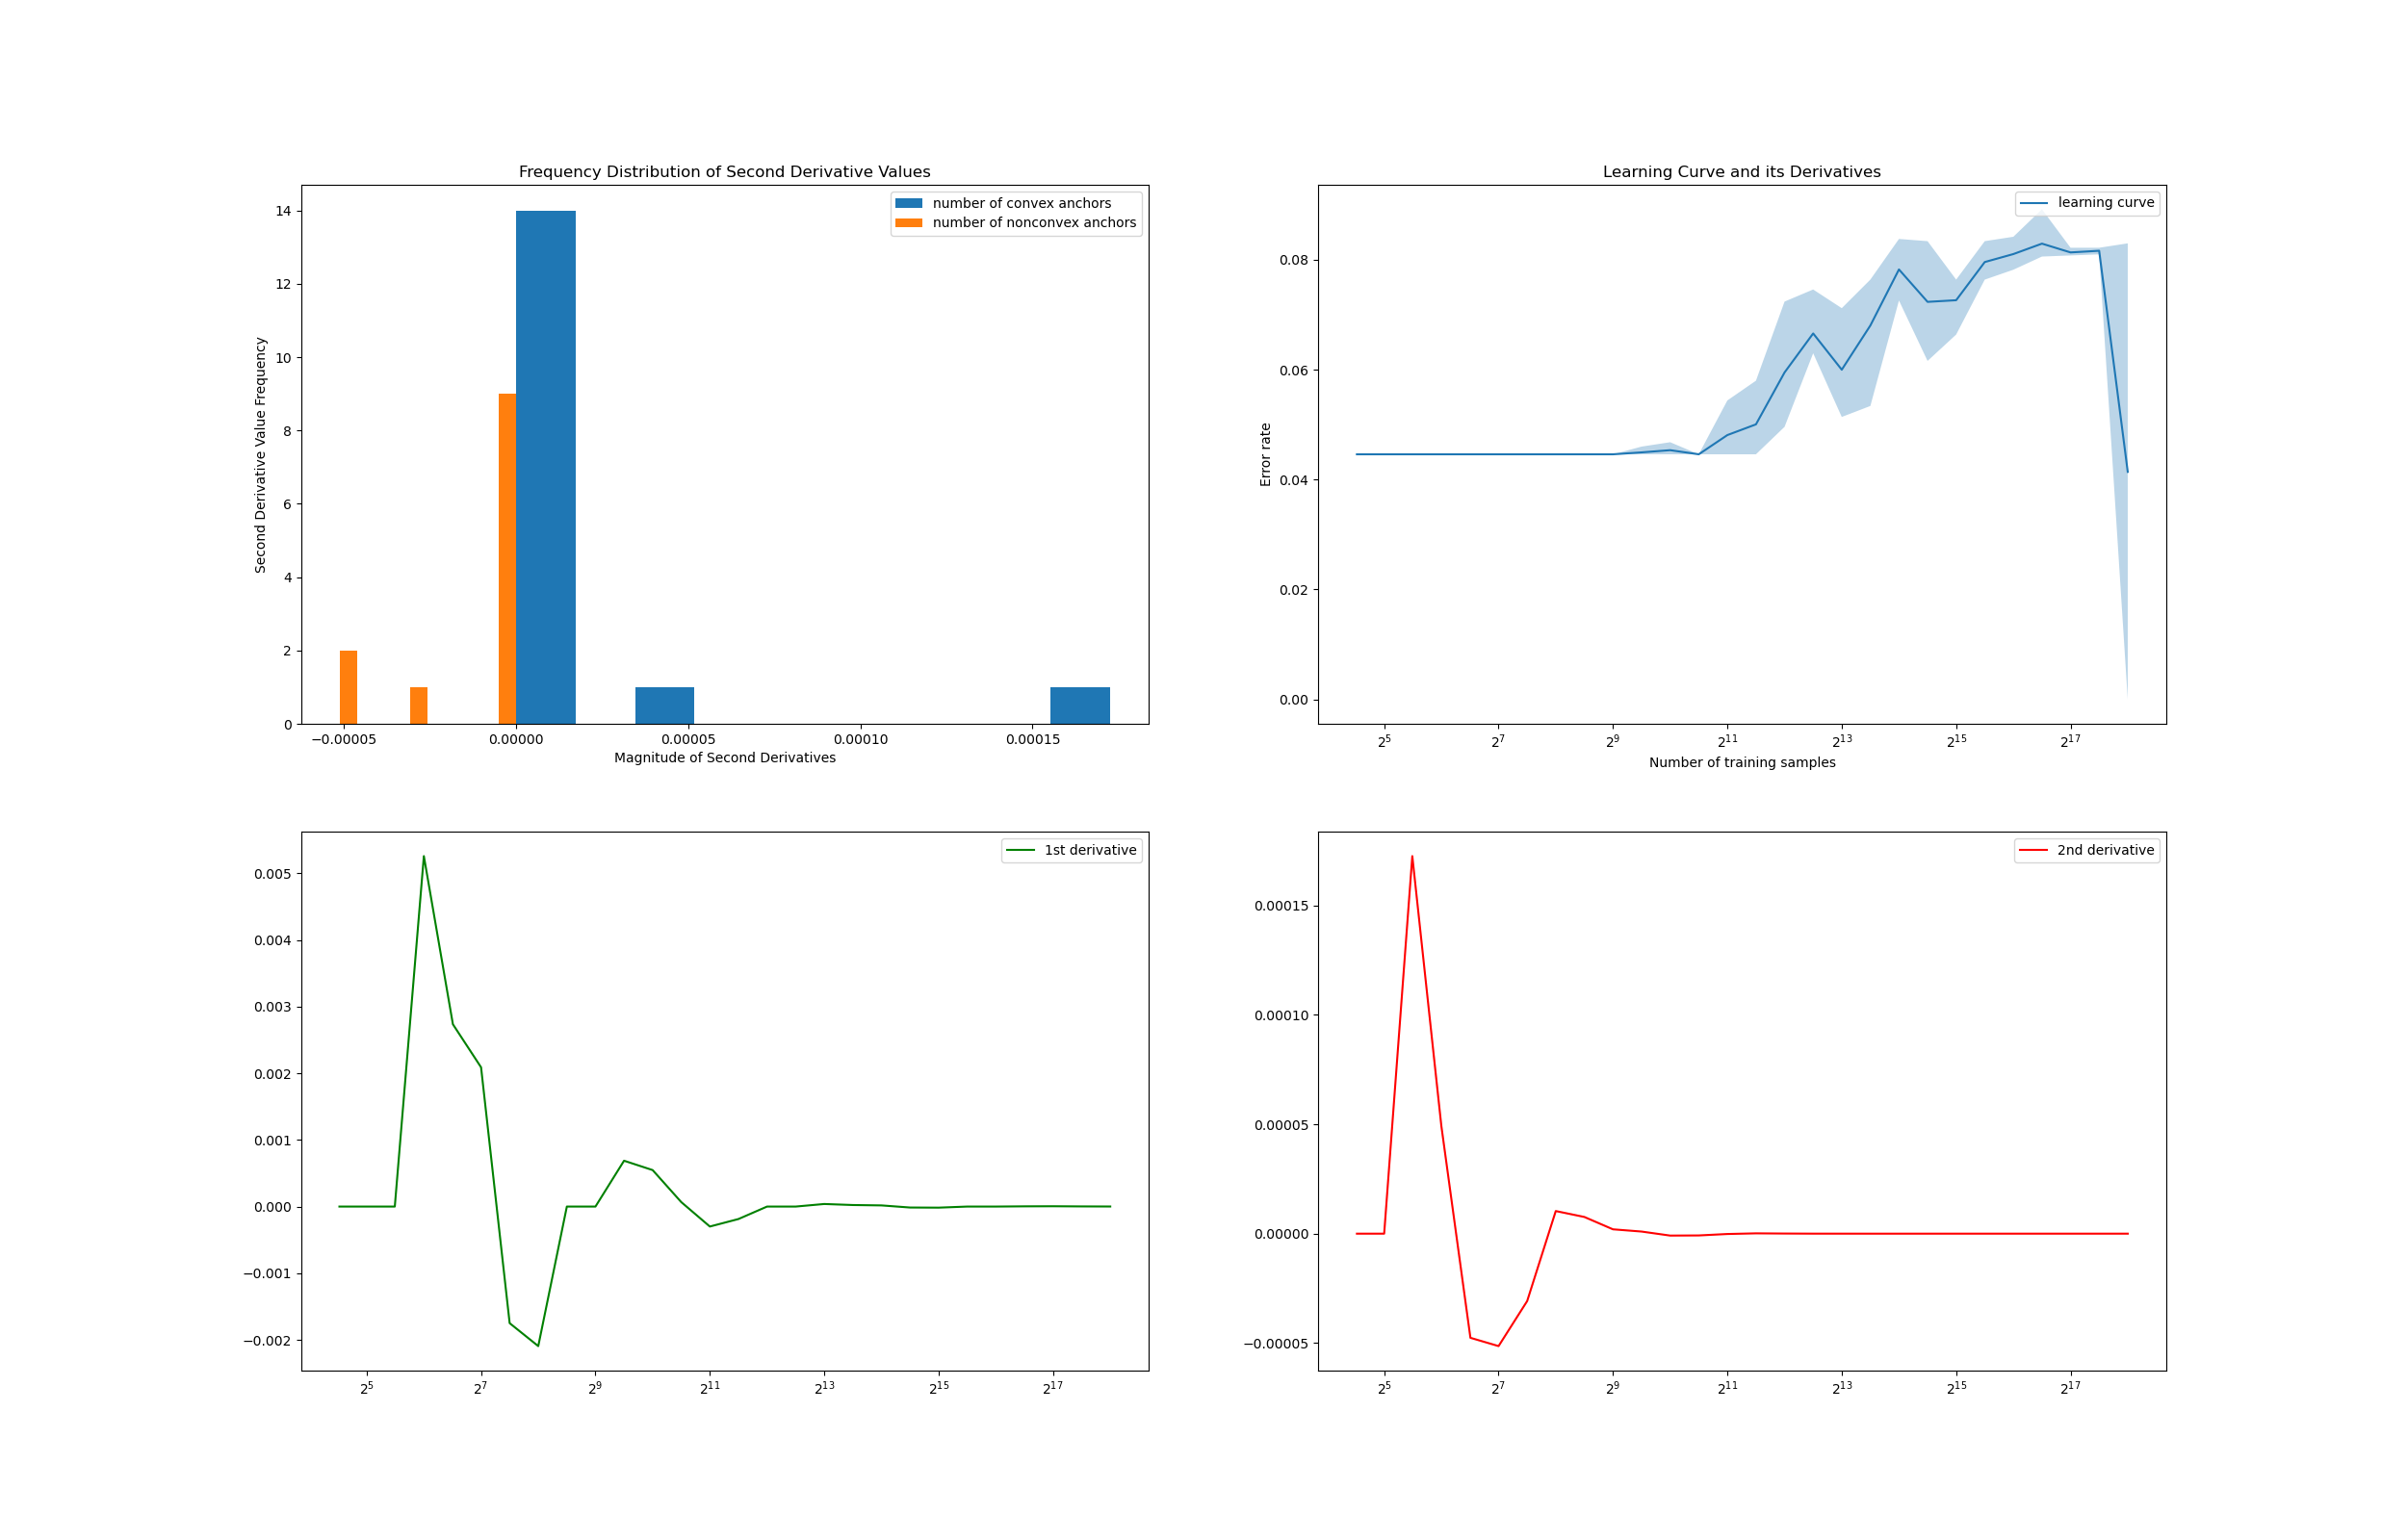 Frequency Distribution of Second Derivative Values
number of convex anchors
number of nonconvex anchors
Second Derivative Value Frequency
14
12
10
8
6
4
2
0
−0.00005 0.00000 0.00005 0.00010 0.00015
Magnitude of Second Derivatives
Learning Curve and its Derivatives
learning curve
Error rate
0.08
0.06
0.04
0.02
0.00
2^5 2^7 2^9 2^11 2^13 2^15 2^17
Number of training samples
1st derivative
0.005
0.004
0.003
0.002
0.001
0.000
−0.001
−0.002
2^5 2^7 2^9 2^11 2^13 2^15 2^17
2nd derivative
0.00015
0.00010
0.00005
0.00000
−0.00005
2^5 2^7 2^9 2^11 2^13 2^15 2^17